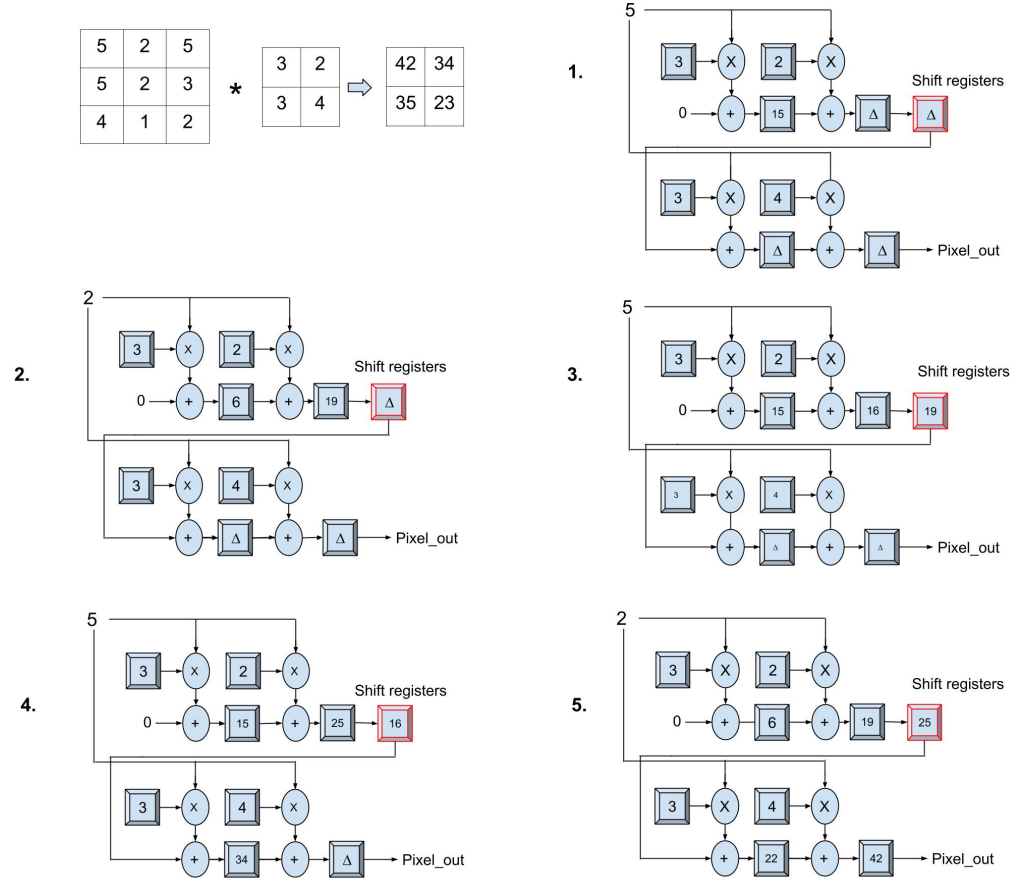 5 2 5
5 2 3
4 1 2
*
3 2
3 4
42 34
35 23
1.
5
3 X 2 X
Shift registers
0 + 15 + Δ Δ
3 X 4 X
+ Δ + Δ Pixel_out
2.
2
3 X 2 X
Shift registers
0 + 6 + 19 Δ
3 X 4 X
+ Δ + Δ Pixel_out
3.
5
3 X 2 X
Shift registers
0 + 15 + 16 19
3 X 4 X
+ Δ + Δ Pixel_out
4.
5
3 X 2 X
Shift registers
0 + 15 + 25 16
3 X 4 X
+ 34 + Δ Pixel_out
5.
2
3 X 2 X
Shift registers
0 + 6 + 19 25
3 X 4 X
+ 22 + 42 Pixel_out